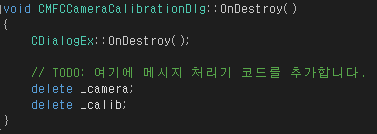 void CMFCCameraCalibrationDlg::OnDestroy()
{
CDialogEx::OnDestroy();
// TODO: 여기에 메시지 처리기 코드를 추가합니다.
delete _camera;
delete _calib;
}